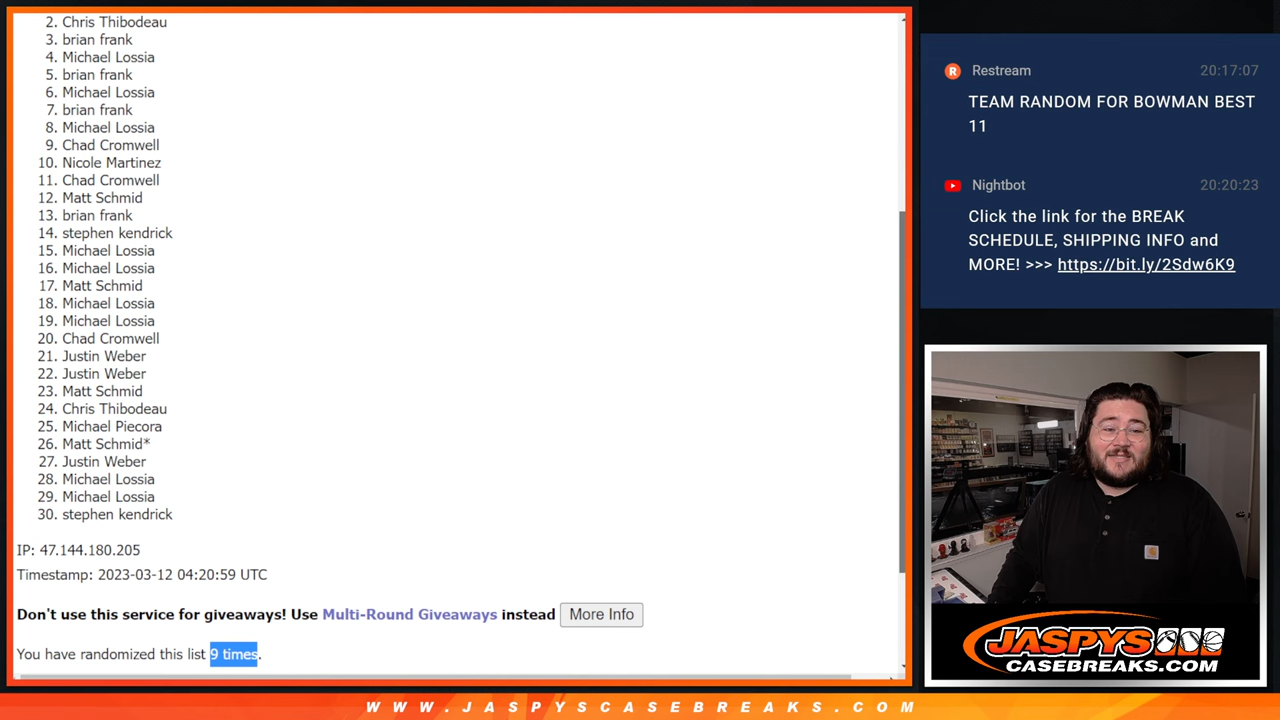 2. Chris Thibodeau
3. brian frank
4. Michael Lossia
5. brian frank
6. Michael Lossia
7. brian frank
8. Michael Lossia
9. Chad Cromwell
10. Nicole Martinez
11. Chad Cromwell
12. Matt Schmid
13. brian frank
14. stephen kendrick
15. Michael Lossia
16. Michael Lossia
17. Matt Schmid
18. Michael Lossia
19. Michael Lossia
20. Chad Cromwell
21. Justin Weber
22. Justin Weber
23. Matt Schmid
24. Chris Thibodeau
25. Michael Piecora
26. Matt Schmid*
27. Justin Weber
28. Michael Lossia
29. Michael Lossia
30. stephen kendrick
IP: 47.144.180.205
Timestamp: 2023-03-12 04:20:59 UTC
Don't use this service for giveaways! Use Multi-Round Giveaways instead More Info
You have randomized this list 9 times.
R Restream 20:17:07
TEAM RANDOM FOR BOWMAN BEST
11
Nightbot 20:20:23
Click the link for the BREAK
SCHEDULE, SHIPPING INFO and
MORE! >>> https://bit.ly/2Sdw6K9
JASPYS
CASEBREAKS.COM
WWW.JASPYSCASEBREAKS.COM